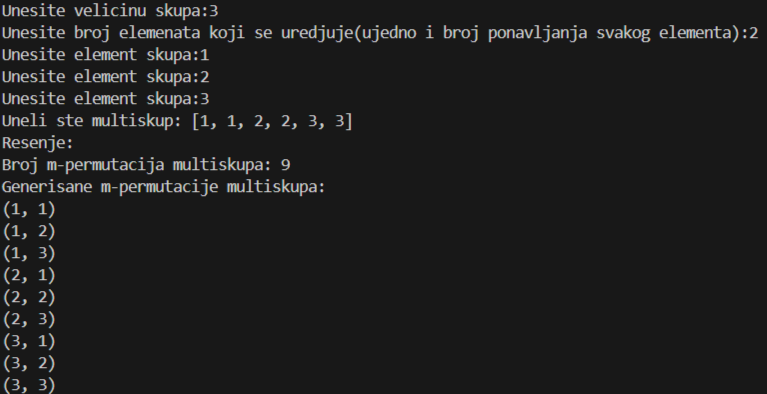 Unesite velicinu skupa:3
Unesite broj elemenata koji se uredjuje(ujedno i broj ponavljanja svakog elementa):2
Unesite element skupa:1
Unesite element skupa:2
Unesite element skupa:3
Uneli ste multiskup: [1, 1, 2, 2, 3, 3]
Resenje:
Broj m-permutacija multiskupa: 9
Generisane m-permutacije multiskupa:
(1, 1)
(1, 2)
(1, 3)
(2, 1)
(2, 2)
(2, 3)
(3, 1)
(3, 2)
(3, 3)